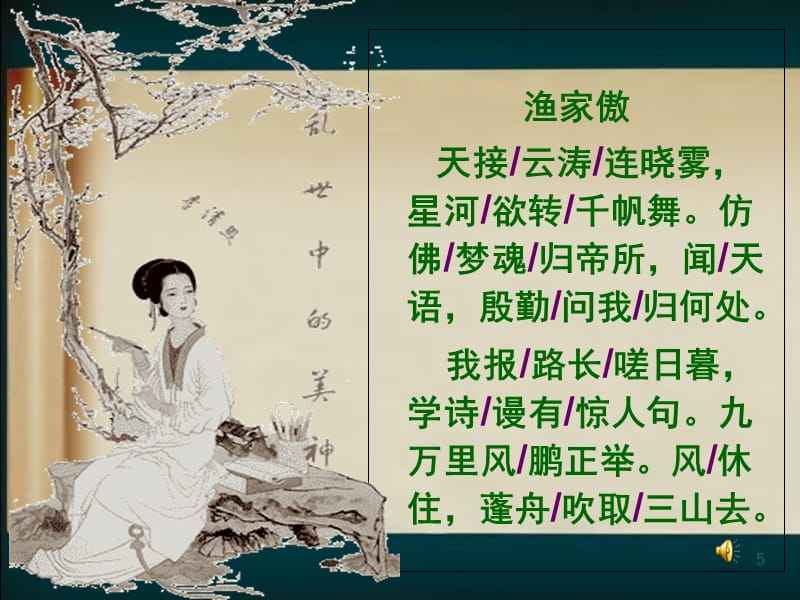 乱世中的美神
李清照
渔家傲
天接/云涛/连晓雾，
星河/欲转/千帆舞。仿
佛/梦魂/归帝所，闻/天
语，殷勤/问我/归何处。
我报/路长/嗟日暮，
学诗/谩有/惊人句。九
万里风/鹏正举。风/休
住，蓬舟/吹取/三山去。
5